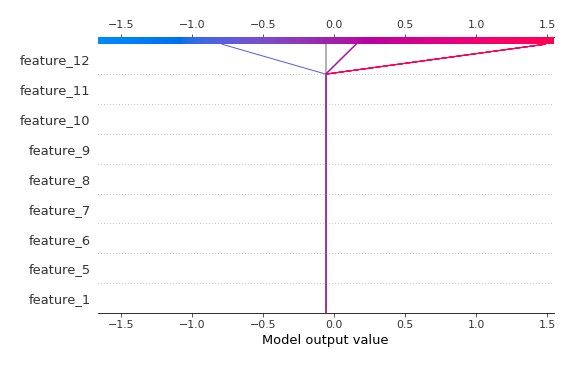 −1.5 −1.0 −0.5 0.0 0.5 1.0 1.5
feature_12
feature_11
feature_10
feature_9
feature_8
feature_7
feature_6
feature_5
feature_1
−1.5 −1.0 −0.5 0.0 0.5 1.0 1.5
Model output value